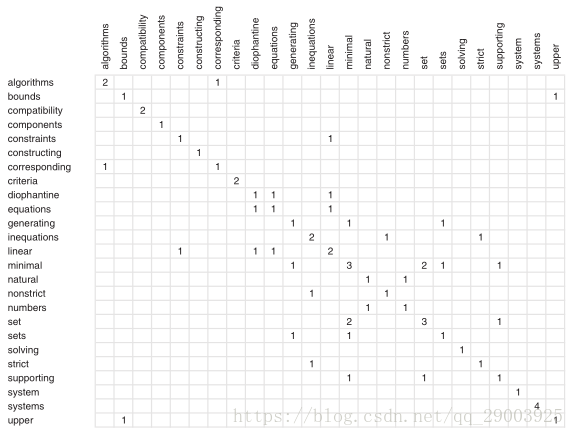 algorithms bounds compatibility components constraints constructing corresponding criteria diophantine equations generating inequations linear minimal natural nonstrict numbers set sets solving strict supporting system systems upper
algorithms 2 1
bounds 1 1
compatibility 2
components 1
constraints 1 1
constructing 1
corresponding 1 1
criteria 2
diophantine 1 1 1
equations 1 1 1
generating 1 1 1
inequations 2 1 1
linear 1 1 1 2
minimal 1 3 2 1 1
natural 1 1
nonstrict 1 1
numbers 1 1
set 2 3 1
sets 1 1 1
solving 1
strict 1 1
supporting 1 1 1
system 1
systems 4
upper 1 1
https://blog.csdn.net/qq_29003925